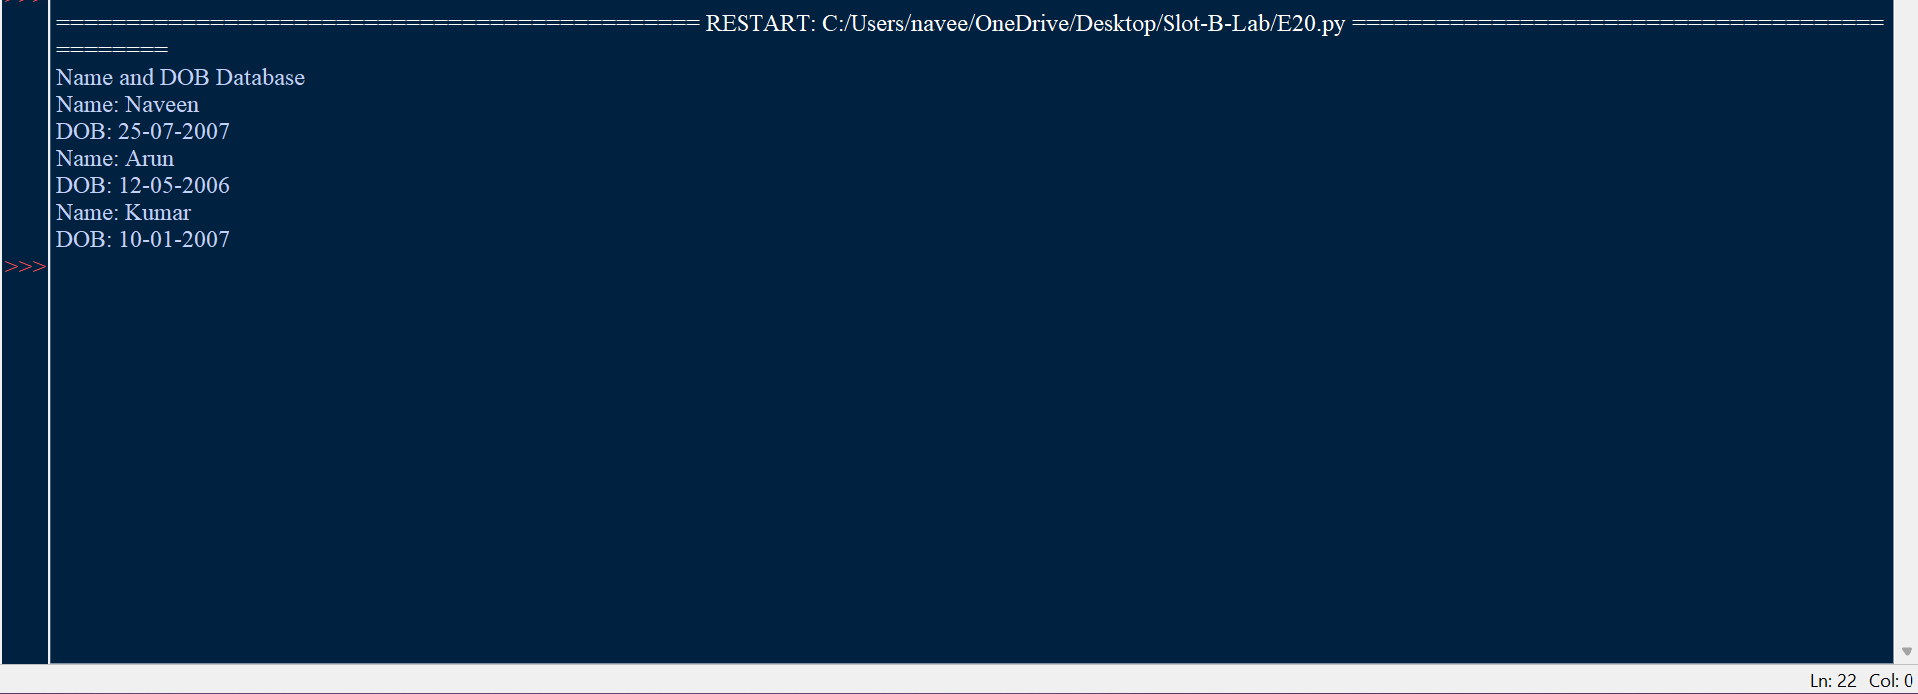 ============================================== RESTART: C:/Users/navee/OneDrive/Desktop/Slot-B-Lab/E20.py ======================================
========
Name and DOB Database
Name: Naveen
DOB: 25-07-2007
Name: Arun
DOB: 12-05-2006
Name: Kumar
DOB: 10-01-2007
>>>
Ln: 22 Col: 0